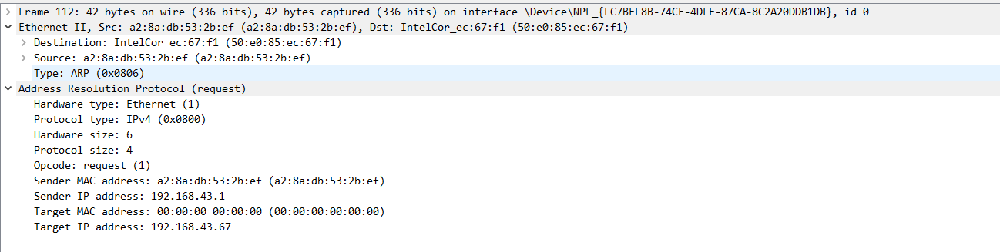 Frame 112: 42 bytes on wire (336 bits), 42 bytes captured (336 bits) on interface \Device\NPF_{FC7BEF8B-74CE-4DFE-87CA-8C2A20DDB1DB}, id 0
Ethernet II, Src: a2:8a:db:53:2b:ef (a2:8a:db:53:2b:ef), Dst: IntelCor_ec:67:f1 (50:e0:85:ec:67:f1)
Destination: IntelCor_ec:67:f1 (50:e0:85:ec:67:f1)
Source: a2:8a:db:53:2b:ef (a2:8a:db:53:2b:ef)
Type: ARP (0x0806)
Address Resolution Protocol (request)
Hardware type: Ethernet (1)
Protocol type: IPv4 (0x0800)
Hardware size: 6
Protocol size: 4
Opcode: request (1)
Sender MAC address: a2:8a:db:53:2b:ef (a2:8a:db:53:2b:ef)
Sender IP address: 192.168.43.1
Target MAC address: 00:00:00_00:00:00 (00:00:00:00:00:00)
Target IP address: 192.168.43.67